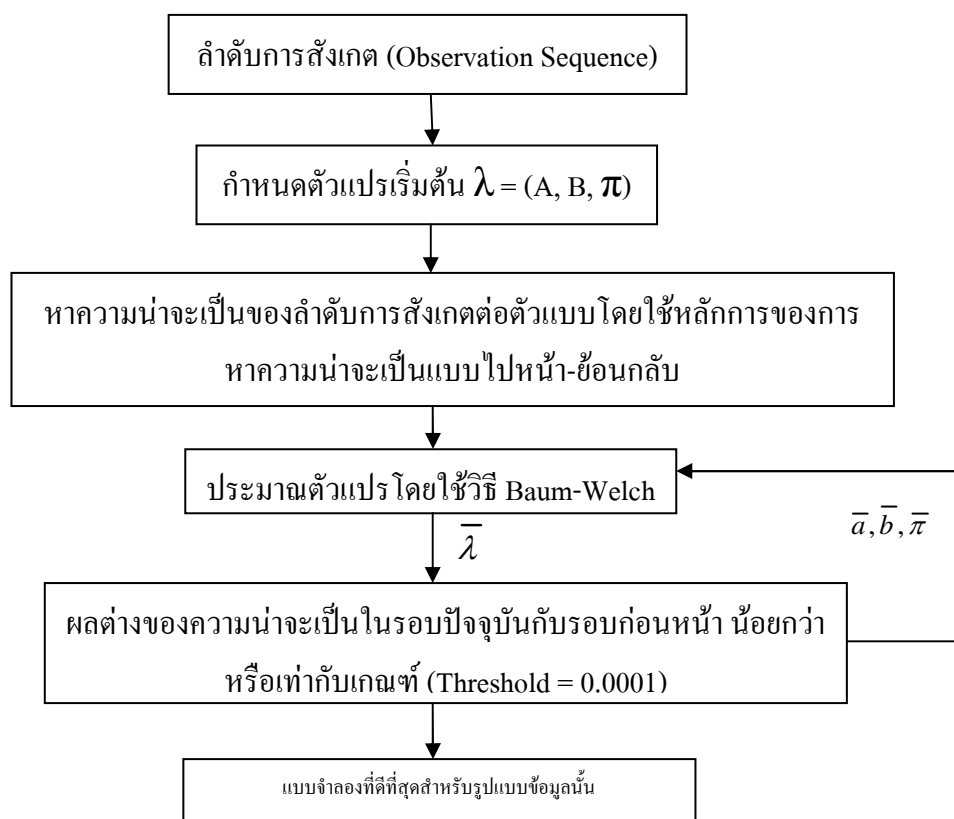 ลำดับการสังเกต (Observation Sequence)
กำหนดตัวแปรเริ่มต้น λ = (A, B, π)
หาความน่าจะเป็นของลำดับการสังเกตต่อตัวแบบโดยใช้หลักการของการ
หาความน่าจะเป็นแบบไปหน้า-ย้อนกลับ
ประมาณตัวแปรโดยใช้วิธี Baum-Welch
λ̅
a̅, b̅, π̅
ผลต่างของความน่าจะเป็นในรอบปัจจุบันกับรอบก่อนหน้า น้อยกว่า
หรือเท่ากับเกณฑ์ (Threshold = 0.0001)
แบบจำลองที่ดีที่สุดสำหรับรูปแบบข้อมูลนั้น